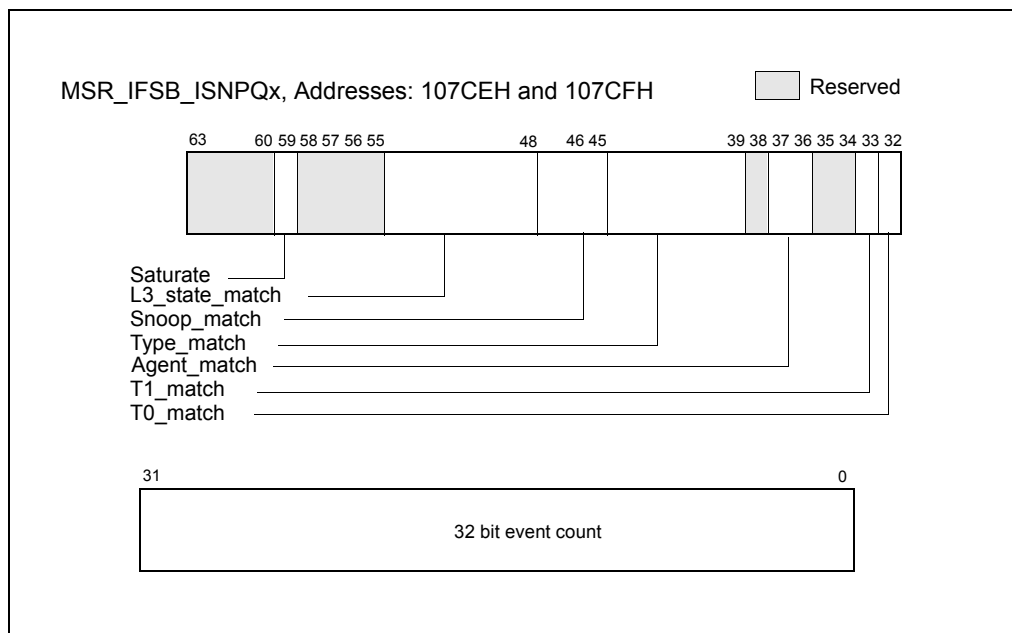 MSR_IFSB_ISNPQx, Addresses: 107CEH and 107CFH
Reserved
63 60 59 58 57 56 55 48 46 45 39 38 37 36 35 34 33 32
Saturate
L3_state_match
Snoop_match
Type_match
Agent_match
T1_match
T0_match
31 0
32 bit event count